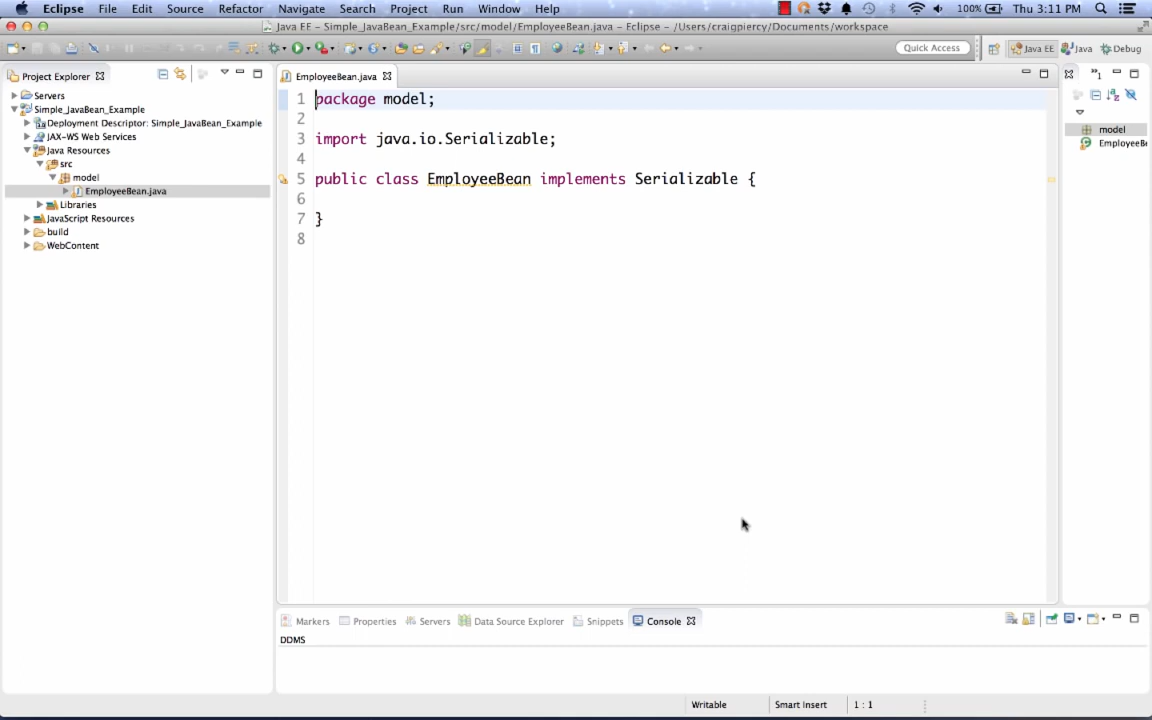 Eclipse File Edit Source Refactor Navigate Search Project Run Window Help 100% Thu 3:11 PM
Java EE - Simple_JavaBean_Example/src/model/EmployeeBean.java - Eclipse - /Users/craigpiercy/Documents/workspace
Quick Access Java EE Java Debug
Project Explorer
Servers
Simple_JavaBean_Example
Deployment Descriptor: Simple_JavaBean_Example
JAX-WS Web Services
Java Resources
src
model
EmployeeBean.java
Libraries
JavaScript Resources
build
WebContent
EmployeeBean.java
1 package model;
2
3 import java.io.Serializable;
4
5 public class EmployeeBean implements Serializable {
6
7 }
8
1
model
EmployeeB
Markers Properties Servers Data Source Explorer Snippets Console
DDMS
Writable Smart Insert 1 : 1